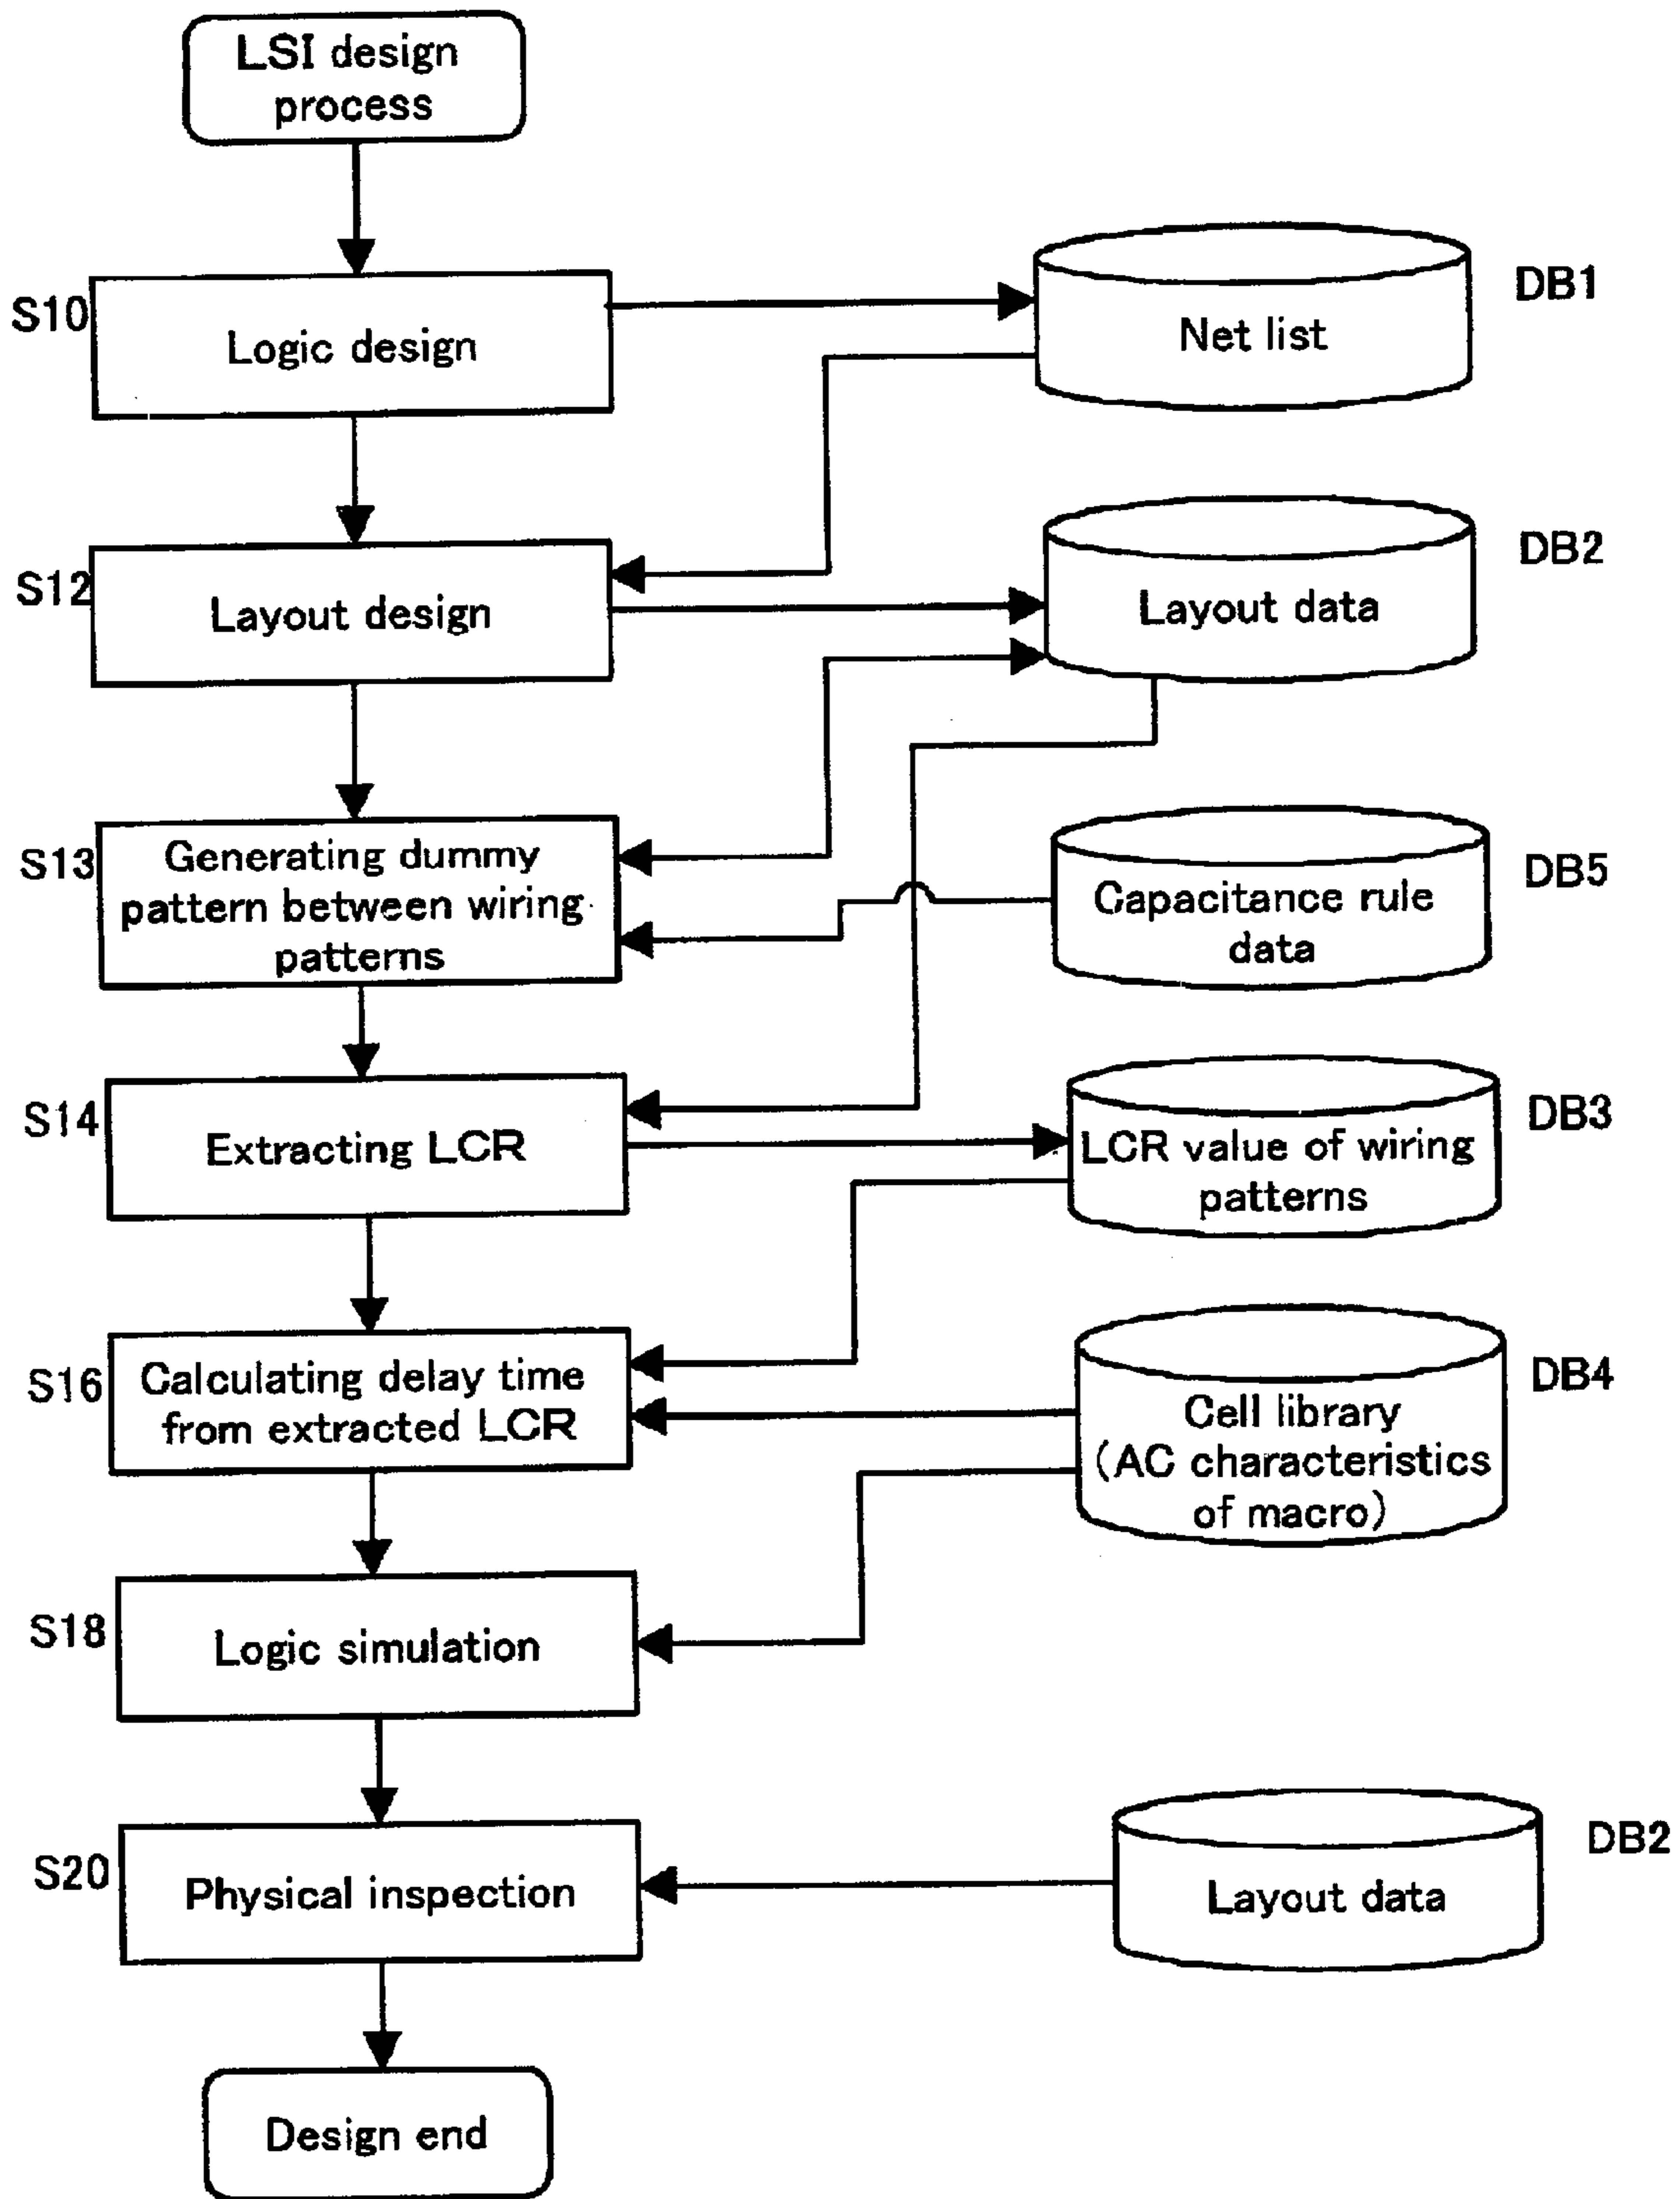 LSI design
process
S10
Logic design
Net list
DB1
S12
Layout design
Layout data
DB2
S13
Generating dummy
pattern between wiring
patterns
Capacitance rule
data
DB5
S14
Extracting LCR
LCR value of wiring
patterns
DB3
S16
Calculating delay time
from extracted LCR
Cell library
(AC characteristics
of macro)
DB4
S18
Logic simulation
S20
Physical inspection
Layout data
DB2
Design end